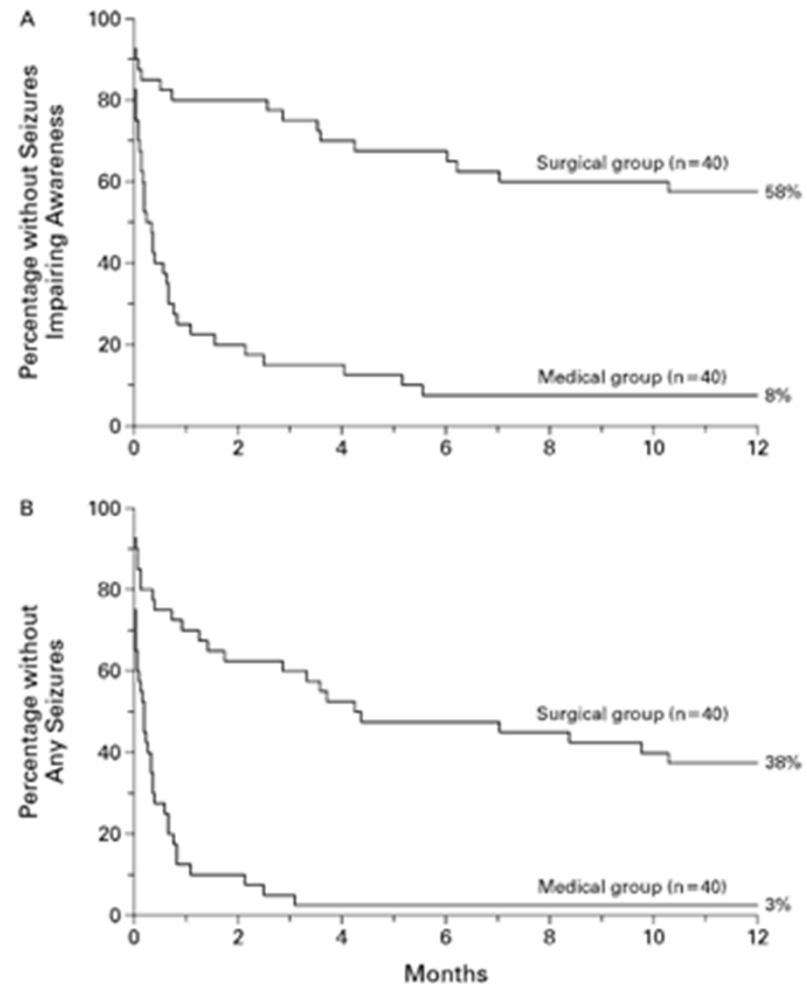 A
100
80
60
40
20
0
Percentage without Seizures
Impairing Awareness
Surgical group (n=40)
58%
Medical group (n=40)
8%
0 2 4 6 8 10 12
B
100
80
60
40
20
0
Percentage without
Any Seizures
Surgical group (n=40)
38%
Medical group (n=40)
3%
0 2 4 6 8 10 12
Months